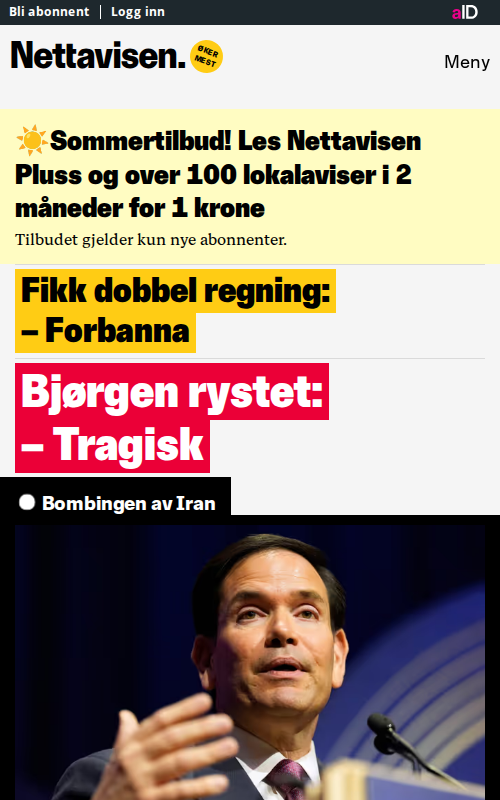 Bli abonnent | Logg inn
aID
Nettavisen.
ØKER
MEST
Meny
☀️Sommertilbud! Les Nettavisen
Pluss og over 100 lokalaviser i 2
måneder for 1 krone
Tilbudet gjelder kun nye abonnenter.
Fikk dobbel regning:
– Forbanna
Bjørgen rystet:
– Tragisk
Bombingen av Iran